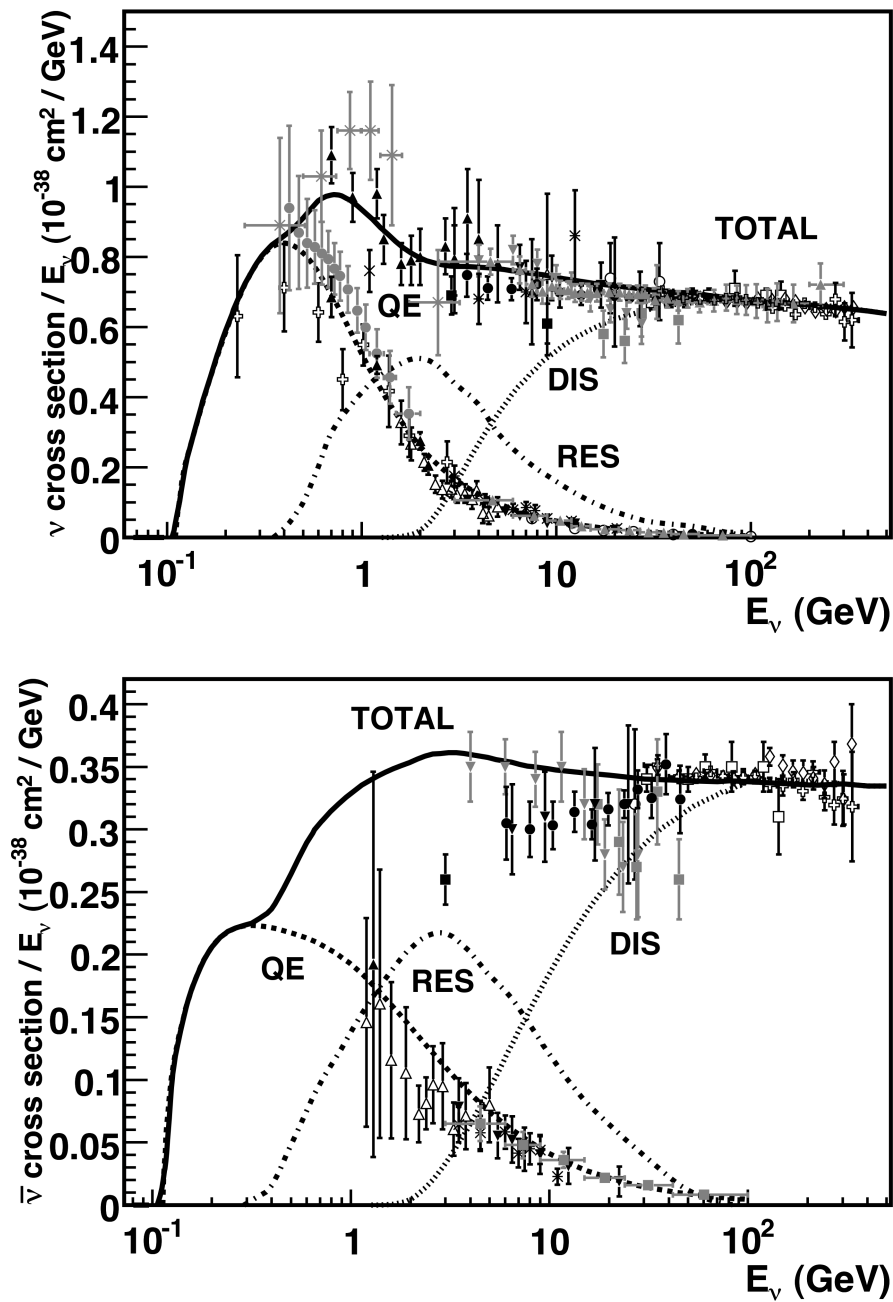 ν cross section / E_ν (10^-38 cm^2 / GeV)
1.4
1.2
1
0.8
0.6
0.4
0.2
0
TOTAL
QE
DIS
RES
10^-1
1
10
10^2
E_ν (GeV)
ν̅ cross section / E_ν (10^-38 cm^2 / GeV)
0.4
0.35
0.3
0.25
0.2
0.15
0.1
0.05
0
TOTAL
QE
RES
DIS
10^-1
1
10
10^2
E_ν (GeV)